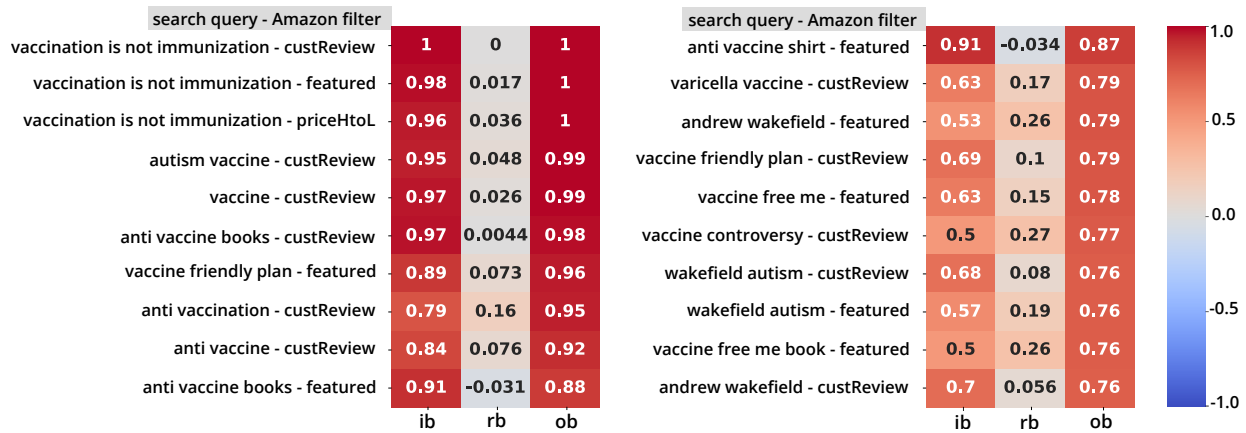 search query - Amazon filter
vaccination is not immunization - custReview 1 0 1
vaccination is not immunization - featured 0.98 0.017 1
vaccination is not immunization - priceHtoL 0.96 0.036 1
autism vaccine - custReview 0.95 0.048 0.99
vaccine - custReview 0.97 0.026 0.99
anti vaccine books - custReview 0.97 0.0044 0.98
vaccine friendly plan - featured 0.89 0.073 0.96
anti vaccination - custReview 0.79 0.16 0.95
anti vaccine - custReview 0.84 0.076 0.92
anti vaccine books - featured 0.91 -0.031 0.88
ib rb ob
search query - Amazon filter
anti vaccine shirt - featured 0.91 -0.034 0.87
varicella vaccine - custReview 0.63 0.17 0.79
andrew wakefield - featured 0.53 0.26 0.79
vaccine friendly plan - custReview 0.69 0.1 0.79
vaccine free me - featured 0.63 0.15 0.78
vaccine controversy - custReview 0.5 0.27 0.77
wakefield autism - custReview 0.68 0.08 0.76
wakefield autism - featured 0.57 0.19 0.76
vaccine free me book - featured 0.5 0.26 0.76
andrew wakefield - custReview 0.7 0.056 0.76
ib rb ob
1.0
0.5
0.0
-0.5
-1.0